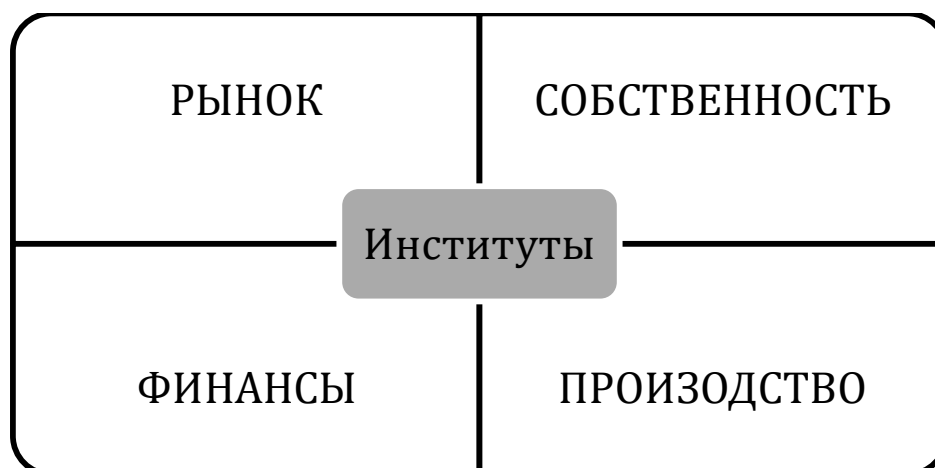 РЫНОК
СОБСТВЕННОСТЬ
Институты
ФИНАНСЫ
ПРОИЗОДСТВО